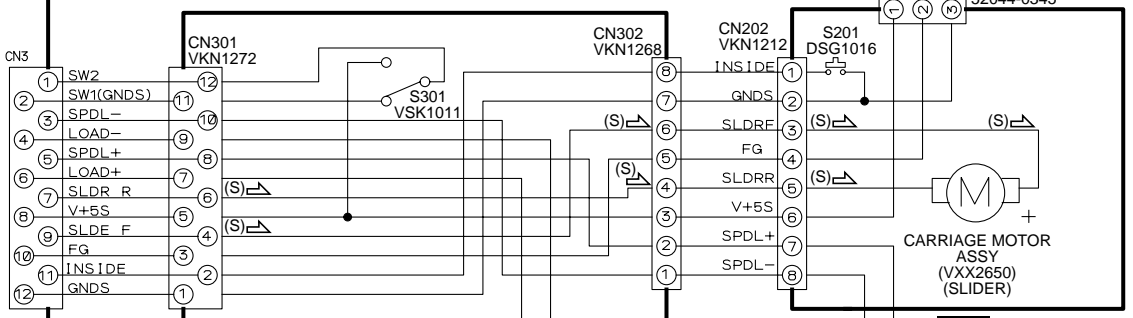 CN3
1 SW2
2 SW1(GNDS)
3 SPDL-
4 LOAD-
5 SPDL+
6 LOAD+
7 SLDR R
8 V+5S
9 SLDE F
10 FG
11 INSIDE
12 GNDS
CN301
VKN1272
12
11
10
9
8
7
6
5
4
3
2
1
(S)
(S)
S301
VSK1011
CN302
VKN1268
8
7
6
5
4
3
2
1
(S)
(S)
CN202
VKN1212
INSIDE 1
GNDS 2
SLDRF 3
FG 4
SLDRR 5
V+5S 6
SPDL+ 7
SPDL- 8
S201
DSG1016
(S)
(S)
(S)
1 2 3
M
+
CARRIAGE MOTOR
ASSY
(VXX2650)
(SLIDER)